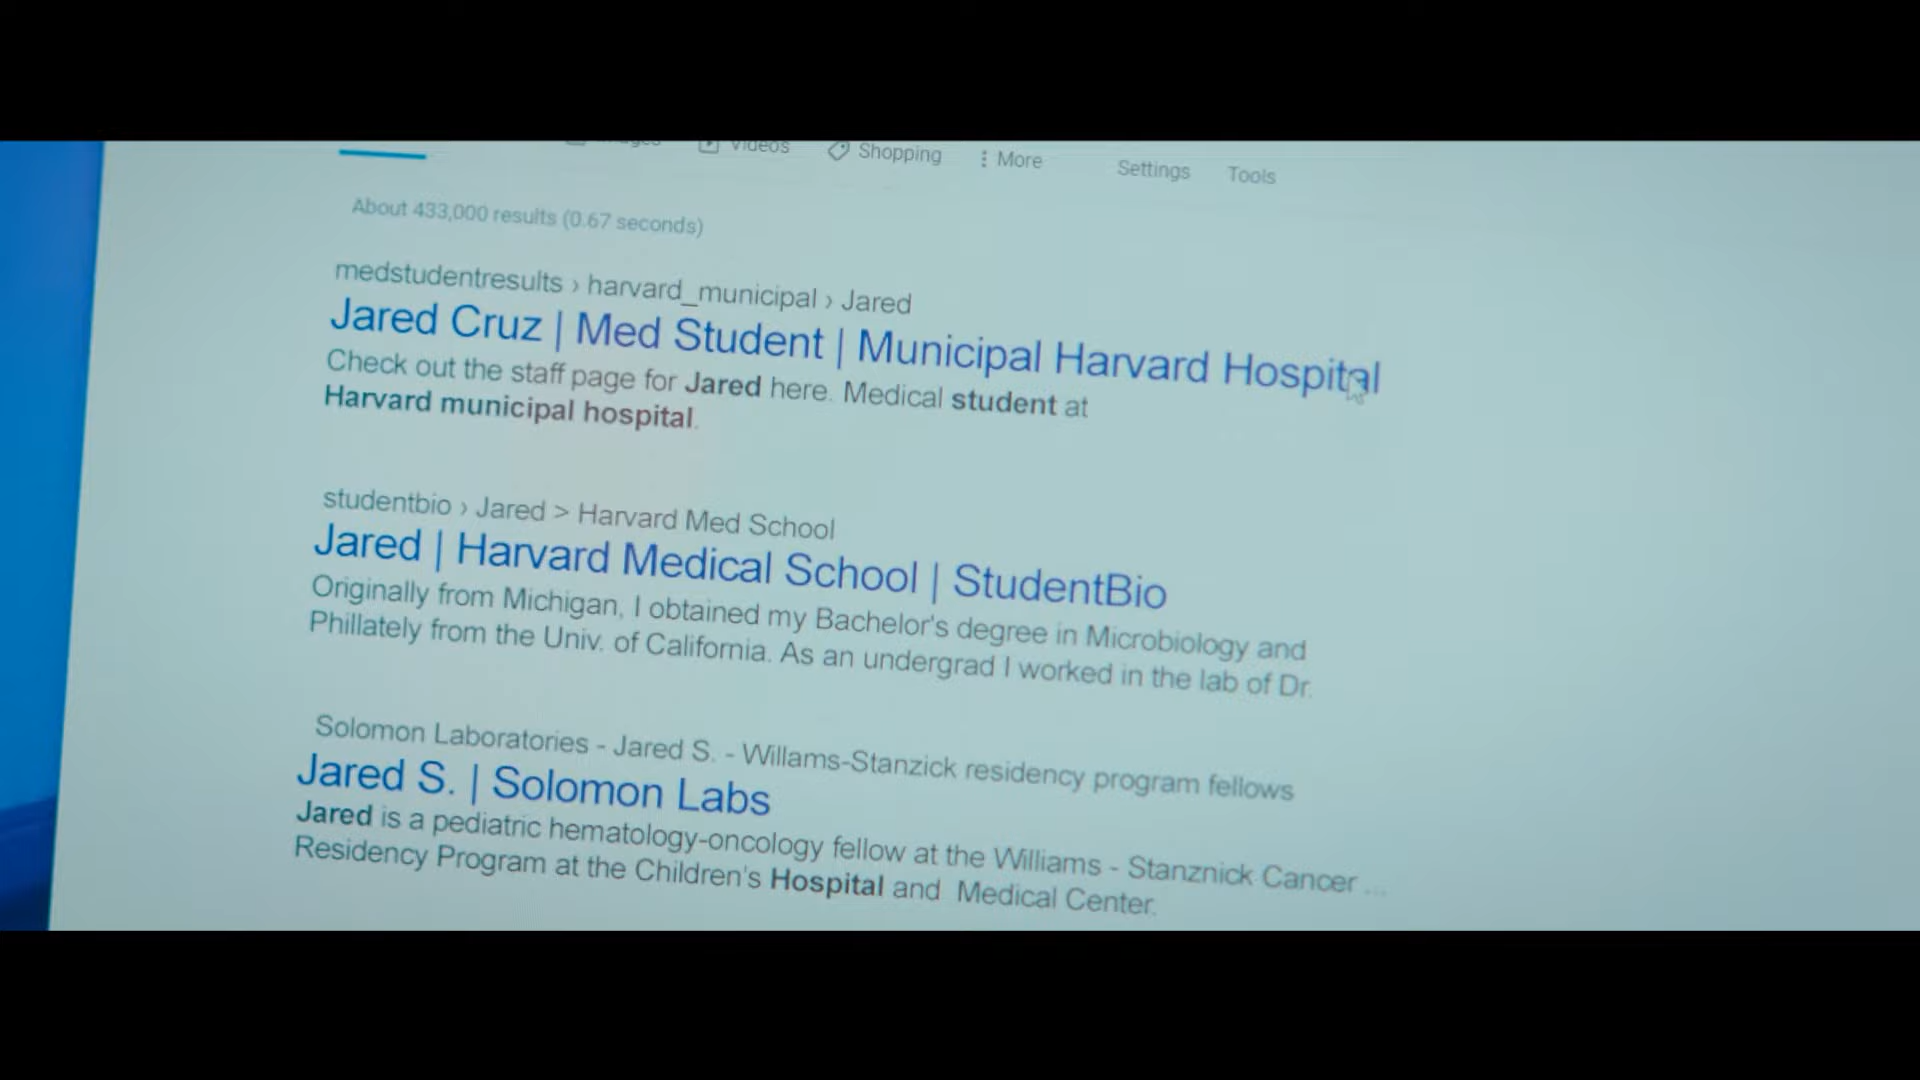 Images Videos Shopping More Settings Tools
About 433,000 results (0.67 seconds)
medstudentresults › harvard_municipal › Jared
Jared Cruz | Med Student | Municipal Harvard Hospital
Check out the staff page for Jared here. Medical student at
Harvard municipal hospital.
studentbio › Jared > Harvard Med School
Jared | Harvard Medical School | StudentBio
Originally from Michigan, I obtained my Bachelor's degree in Microbiology and
Phillately from the Univ. of California. As an undergrad I worked in the lab of Dr.
Solomon Laboratories - Jared S. - Willams-Stanzick residency program fellows
Jared S. | Solomon Labs
Jared is a pediatric hematology-oncology fellow at the Williams - Stanznick Cancer ...
Residency Program at the Children's Hospital and Medical Center.